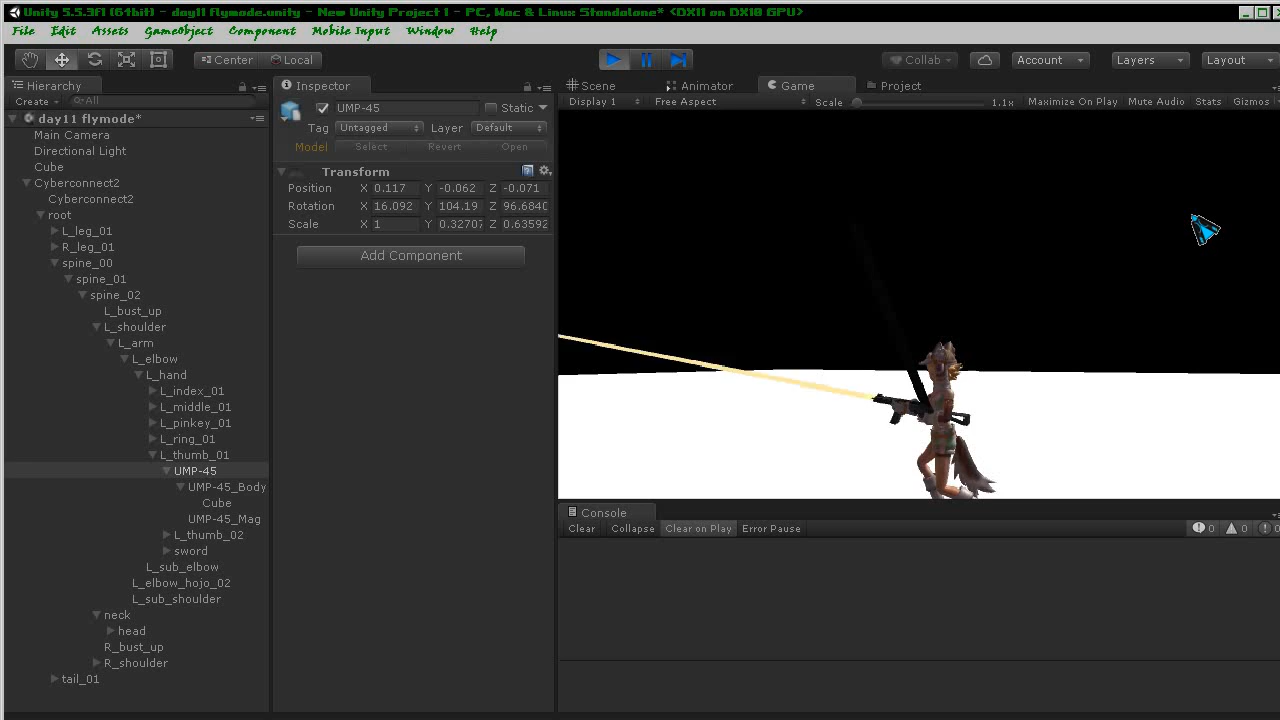 Unity 5.5.3f1 (64bit) - day11 flymode.unity - New Unity Project 1 - PC, Mac & Linux Standalone* <DX11 on DX10 GPU>
File Edit Assets GameObject Component Mobile Input Window Help
Center Local Collab Account Layers Layout
Hierarchy
Create All
day11 flymode*
Main Camera
Directional Light
Cube
Cyberconnect2
Cyberconnect2
root
L_leg_01
R_leg_01
spine_00
spine_01
spine_02
L_bust_up
L_shoulder
L_arm
L_elbow
L_hand
L_index_01
L_middle_01
L_pinkey_01
L_ring_01
L_thumb_01
UMP-45
UMP-45_Body
Cube
UMP-45_Mag
L_thumb_02
sword
L_sub_elbow
L_elbow_hojo_02
L_sub_shoulder
neck
head
R_bust_up
R_shoulder
tail_01
Inspector
UMP-45 Static
Tag Untagged Layer Default
Model Select Revert Open
Transform
Position X 0.117 Y -0.062 Z -0.071
Rotation X 16.092 Y 104.19 Z 96.6840
Scale X 1 Y 0.32707 Z 0.63592
Add Component
Scene Animator Game Project
Display 1 Free Aspect Scale 1.1x Maximize On Play Mute Audio Stats Gizmos
Console
Clear Collapse Clear on Play Error Pause 0 0 0